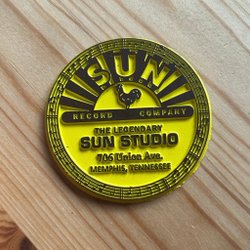 SUN
RECORD COMPANY
THE LEGENDARY
SUN STUDIO
706 Union Ave.
MEMPHIS, TENNESSEE